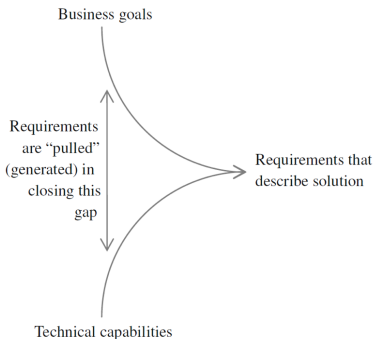 Business goals
Requirements
are “pulled”
(generated) in
closing this
gap
Requirements that
describe solution
Technical capabilities